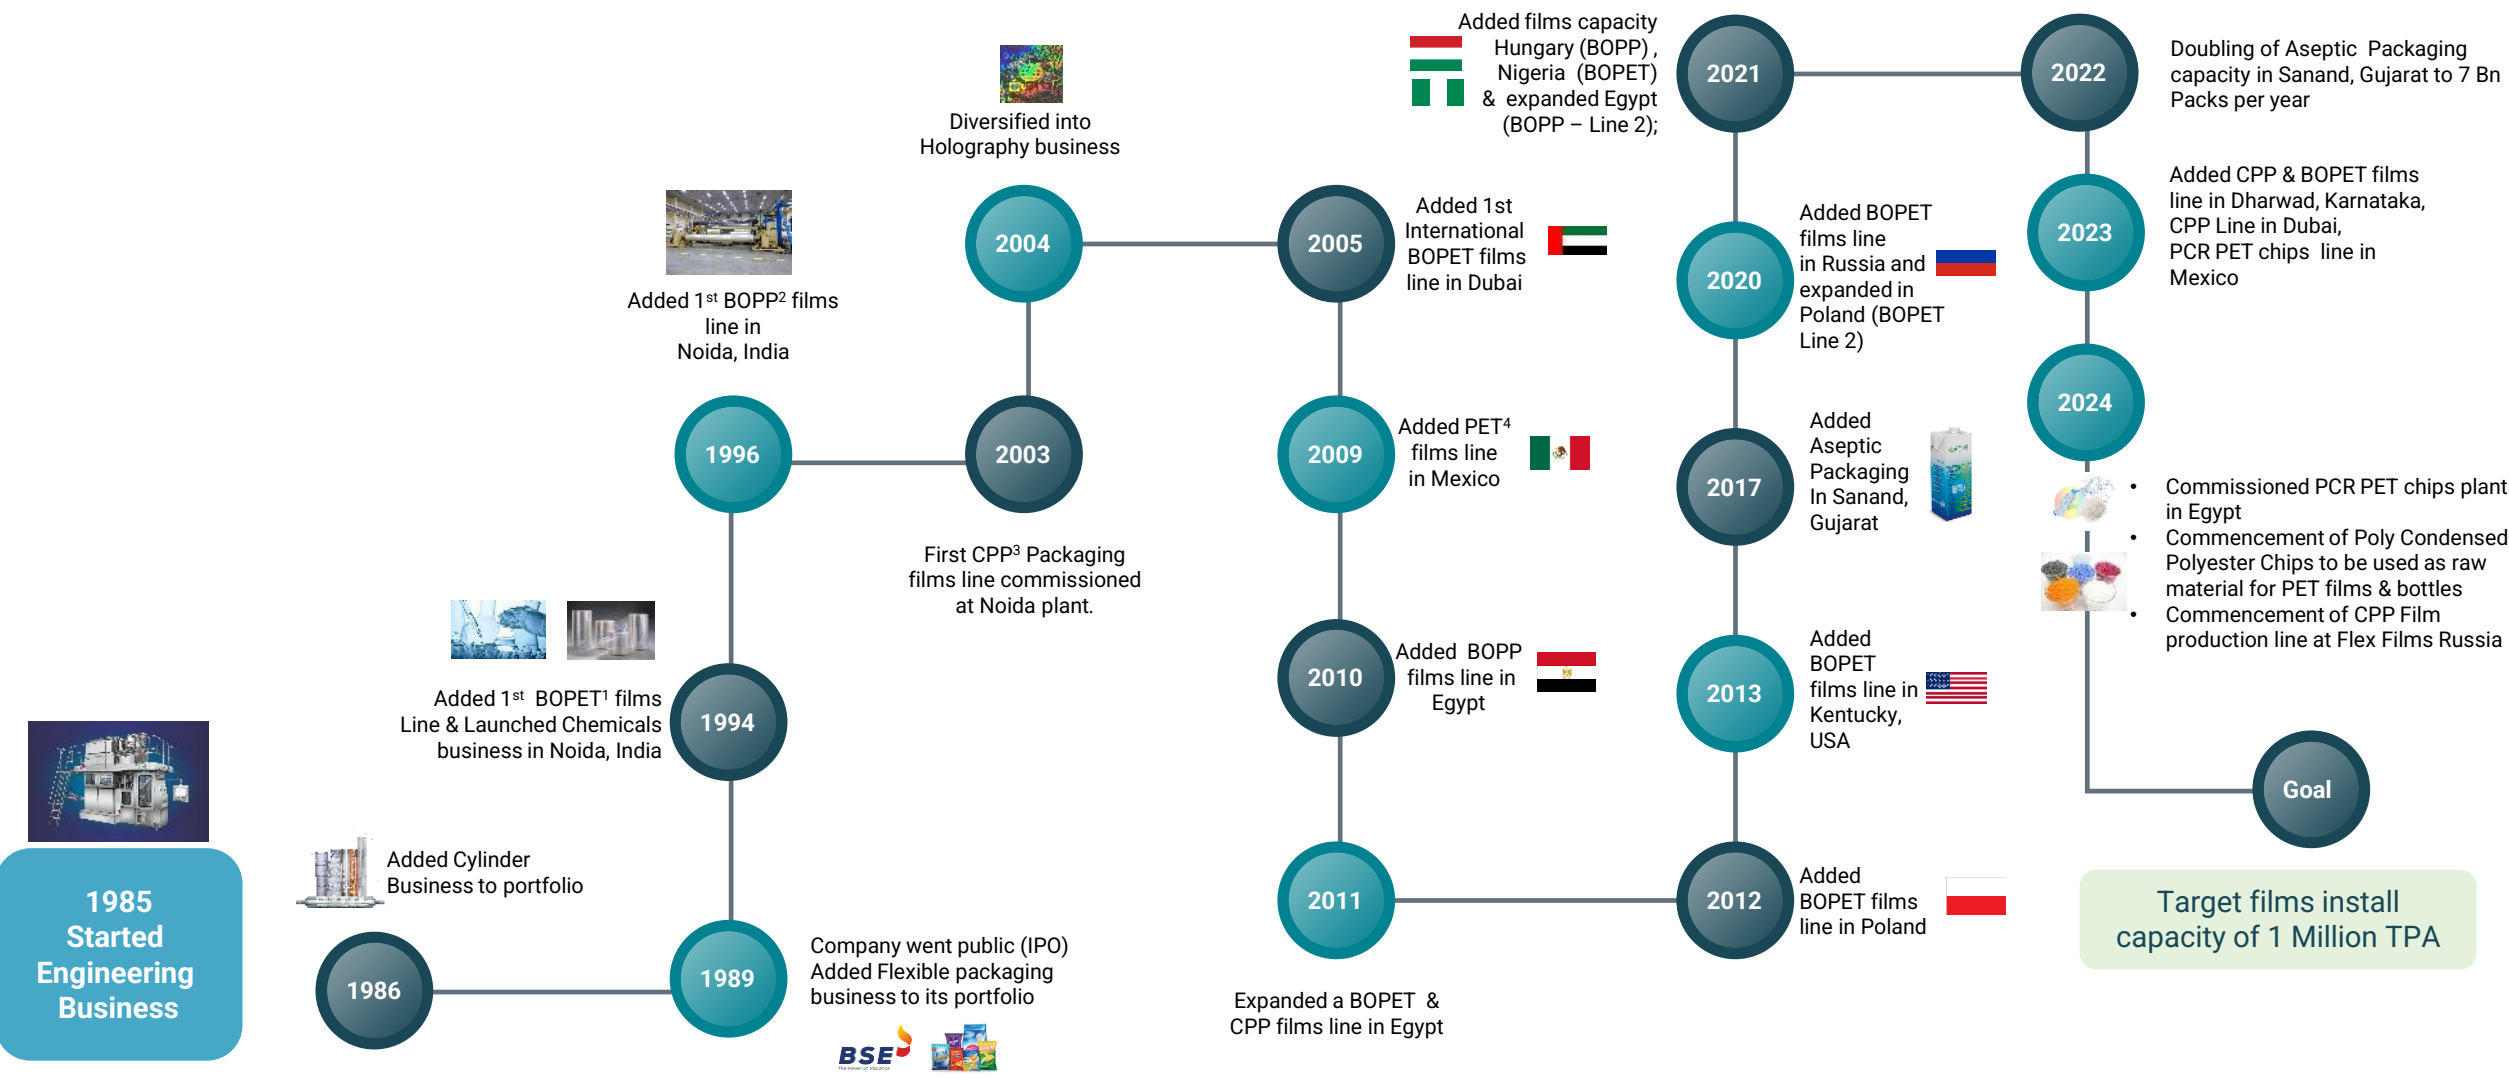 1985
Started
Engineering
Business
Added Cylinder
Business to portfolio
1986
1989
Company went public (IPO)
Added Flexible packaging
business to its portfolio
BSE
Added 1st BOPET1 films
Line & Launched Chemicals
business in Noida, India
1994
Added 1st BOPP2 films
line in
Noida, India
1996
2003
First CPP3 Packaging
films line commissioned
at Noida plant.
Diversified into
Holography business
2004
2005
Added 1st
International
BOPET films
line in Dubai
2009
Added PET4
films line
in Mexico
2010
Added BOPP
films line in
Egypt
2011
Expanded a BOPET &
CPP films line in Egypt
2012
Added
BOPET films
line in Poland
2013
Added
BOPET
films line in
Kentucky,
USA
2017
Added
Aseptic
Packaging
In Sanand,
Gujarat
2020
Added BOPET
films line
in Russia and
expanded in
Poland (BOPET
Line 2)
Added films capacity
Hungary (BOPP) ,
Nigeria (BOPET)
& expanded Egypt
(BOPP – Line 2);
2021
2022
Doubling of Aseptic Packaging
capacity in Sanand, Gujarat to 7 Bn
Packs per year
2023
Added CPP & BOPET films
line in Dharwad, Karnataka,
CPP Line in Dubai,
PCR PET chips line in
Mexico
2024
• Commissioned PCR PET chips plant
in Egypt
• Commencement of Poly Condensed
Polyester Chips to be used as raw
material for PET films & bottles
• Commencement of CPP Film
production line at Flex Films Russia
Goal
Target films install
capacity of 1 Million TPA